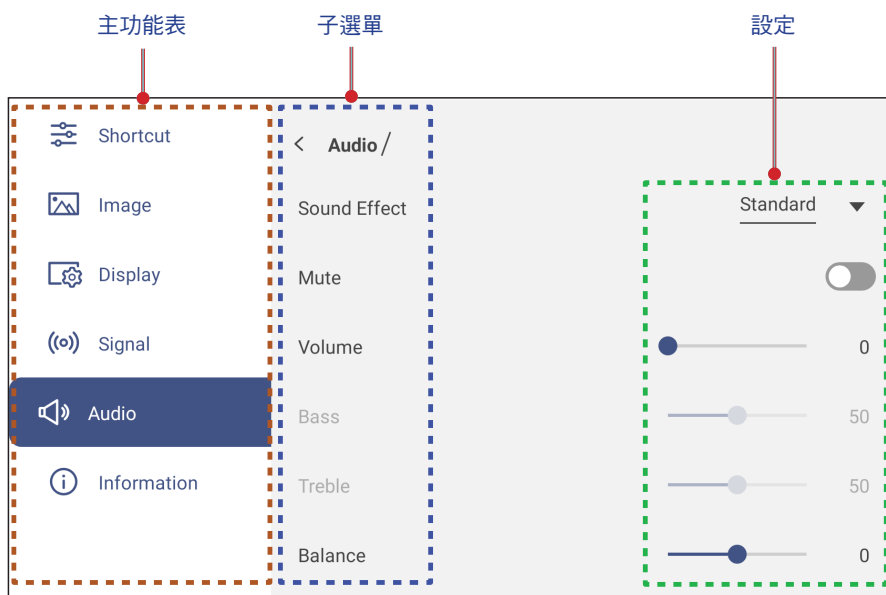 主功能表
子選單
設定
Shortcut
Image
Display
Signal
Audio
Information
Audio /
Sound Effect
Standard
Mute
Volume
0
Bass
50
Treble
50
Balance
0